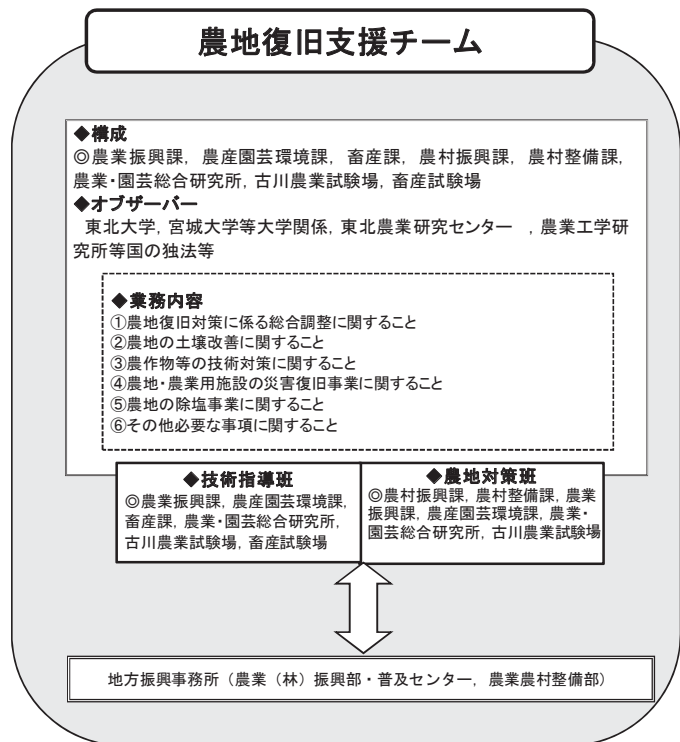 農地復旧支援チーム
◆構成
◎農業振興課，農産園芸環境課，畜産課，農村振興課，農村整備課，
農業・園芸総合研究所，古川農業試験場，畜産試験場
◆オブザーバー
東北大学，宮城大学等大学関係，東北農業研究センター　，農業工学研
究所等国の独法等
◆業務内容
①農地復旧対策に係る総合調整に関すること
②農地の土壌改善に関すること
③農作物等の技術対策に関すること
④農地・農業用施設の災害復旧事業に関すること
⑤農地の除塩事業に関すること
⑥その他必要な事項に関すること
◆技術指導班
◎農業振興課，農産園芸環境課，
畜産課，農業・園芸総合研究所，
古川農業試験場，畜産試験場
◆農地対策班
◎農村振興課，農村整備課，農業
振興課，農産園芸環境課，農業・
園芸総合研究所，古川農業試験場
地方振興事務所（農業（林）振興部・普及センター，農業農村整備部）